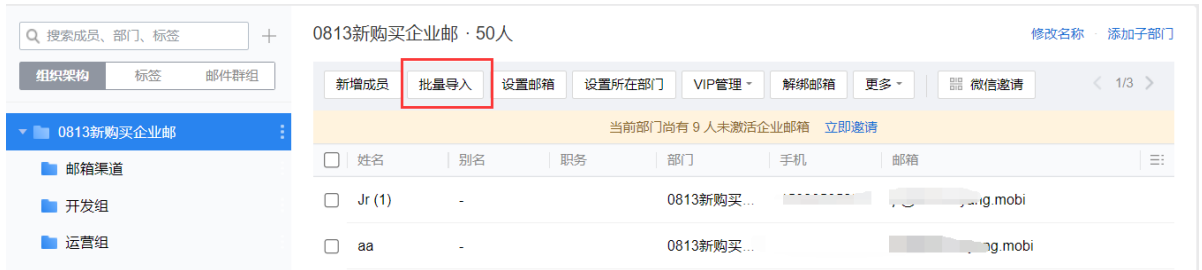 搜索成员、部门、标签
组织架构 标签 邮件群组
0813新购买企业邮
邮箱渠道
开发组
运营组
0813新购买企业邮 · 50人
修改名称 · 添加子部门
新增成员 批量导入 设置邮箱 设置所在部门 VIP管理 解绑邮箱 更多 微信邀请 1/3
当前部门尚有 9 人未激活企业邮箱 立即邀请
姓名 别名 职务 部门 手机 邮箱
Jr (1) - 0813新购买... ng.mobi
aa - 0813新购买... ng.mobi